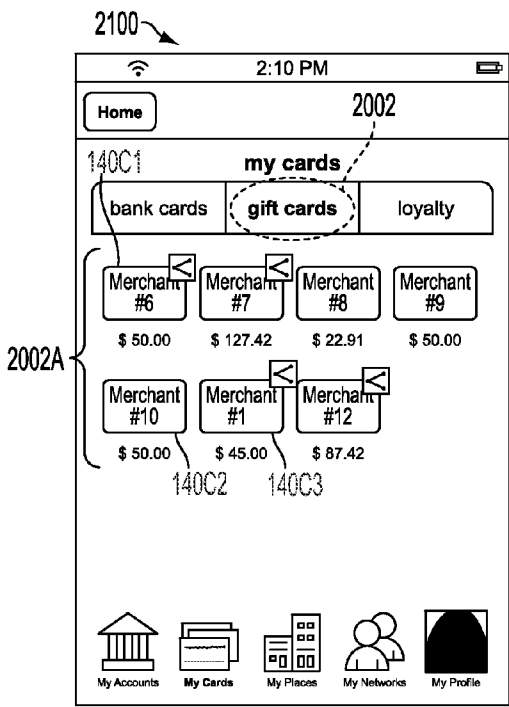 2100
2:10 PM
Home
2002
140C1
my cards
bank cards gift cards loyalty
Merchant #6 Merchant #7 Merchant #8 Merchant #9
$ 50.00 $ 127.42 $ 22.91 $ 50.00
2002A
Merchant #10 Merchant #1 Merchant #12
$ 50.00 $ 45.00 $ 87.42
140C2 140C3
My Accounts My Cards My Places My Networks My Profile